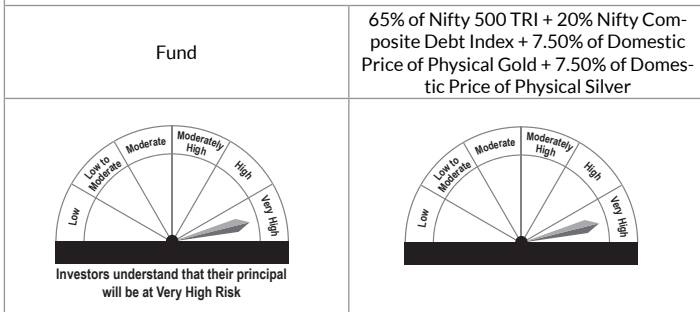 Fund
65% of Nifty 500 TRI + 20% Nifty Com-
posite Debt Index + 7.50% of Domestic
Price of Physical Gold + 7.50% of Domes-
tic Price of Physical Silver
Low
Low to
Moderate
Moderate
Moderately
High
High
Very High
Investors understand that their principal
will be at Very High Risk
Low
Low to
Moderate
Moderate
Moderately
High
High
Very High